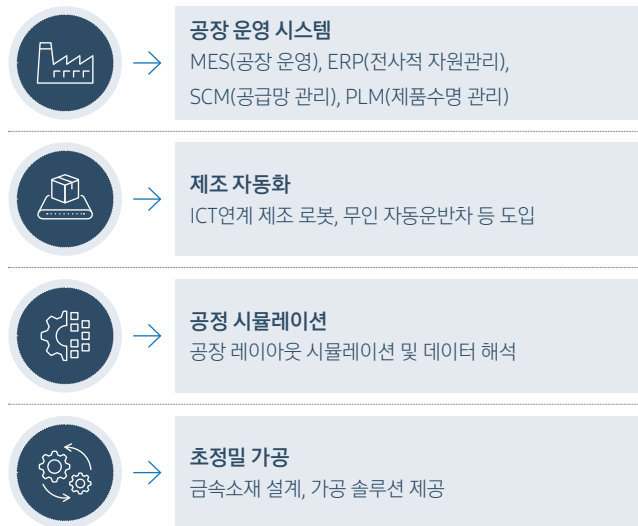 공장 운영 시스템
MES(공장 운영), ERP(전사적 자원관리),
SCM(공급망 관리), PLM(제품수명 관리)
제조 자동화
ICT연계 제조 로봇, 무인 자동운반차 등 도입
공정 시뮬레이션
공장 레이아웃 시뮬레이션 및 데이터 해석
초정밀 가공
금속소재 설계, 가공 솔루션 제공